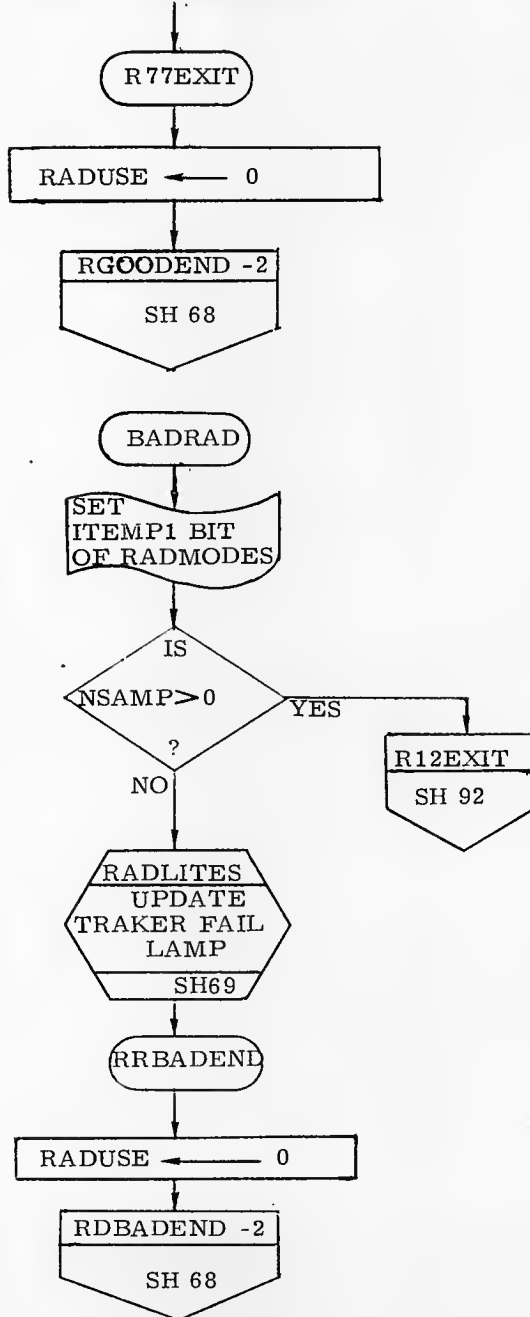 R77EXIT
RADUSE ← 0
RGOODEND -2
SH 68
BADRAD
SET
ITEMP1 BIT
OF RADMODES
IS
NSAMP>0
?
YES
NO
R12EXIT
SH 92
RADLITES
UPDATE
TRAKER FAIL
LAMP
SH69
RRBADEND
RADUSE ← 0
RDBADEND -2
SH 68